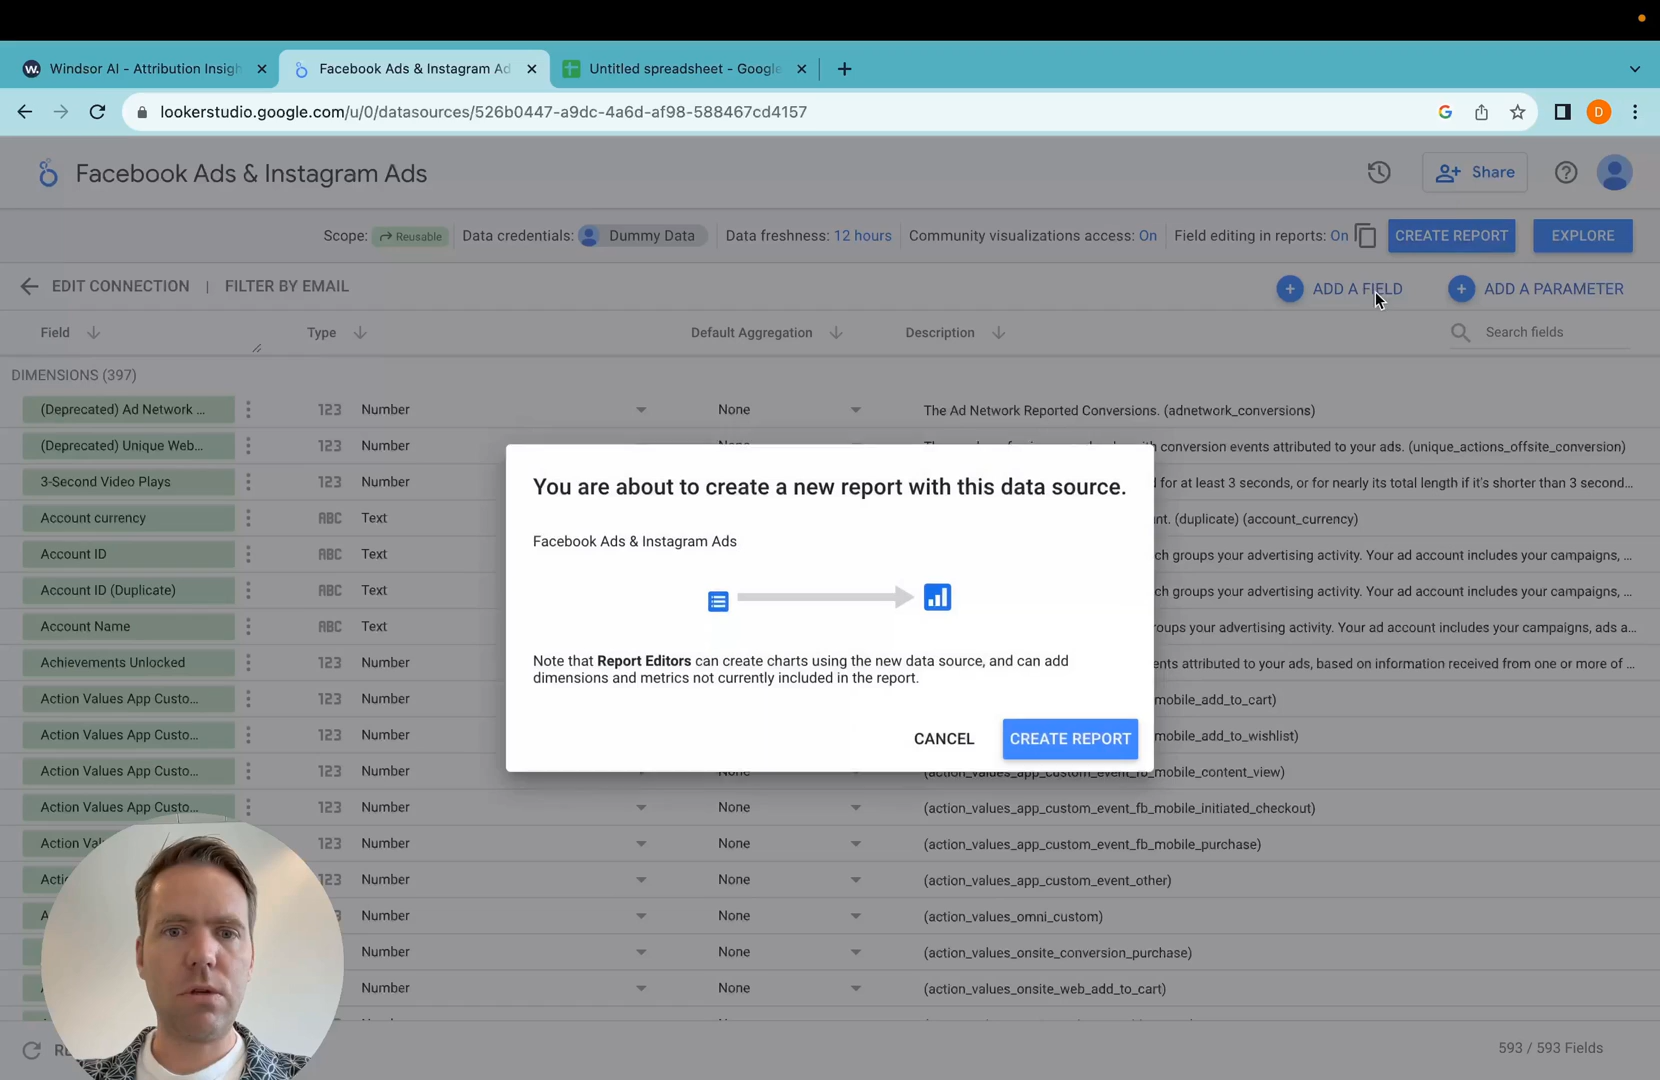 w. Windsor AI - Attribution Insigh
Facebook Ads & Instagram Ad
Untitled spreadsheet - Google
lookerstudio.google.com/u/0/datasources/526b0447-a9dc-4a6d-af98-588467cd4157
G
D
Facebook Ads & Instagram Ads
Share
Scope: Reusable Data credentials: Dummy Data Data freshness: 12 hours Community visualizations access: On Field editing in reports: On CREATE REPORT EXPLORE
EDIT CONNECTION | FILTER BY EMAIL
ADD A FIELD ADD A PARAMETER
Field Type Default Aggregation Description Search fields
DIMENSIONS (397)
(Deprecated) Ad Network ... 123 Number None The Ad Network Reported Conversions. (adnetwork_conversions)
(Deprecated) Unique Web... 123 Number conversion events attributed to your ads. (unique_actions_offsite_conversion)
3-Second Video Plays 123 Number for at least 3 seconds, or for nearly its total length if it's shorter than 3 second...
Account currency ABC Text nt. (duplicate) (account_currency)
Account ID ABC Text ch groups your advertising activity. Your ad account includes your campaigns, ...
Account ID (Duplicate) ABC Text ch groups your advertising activity. Your ad account includes your campaigns, ...
Account Name ABC Text oups your advertising activity. Your ad account includes your campaigns, ads a...
Achievements Unlocked 123 Number ents attributed to your ads, based on information received from one or more of ...
Action Values App Custo... 123 Number mobile_add_to_cart)
Action Values App Custo... 123 Number mobile_add_to_wishlist)
Action Values App Custo... 123 Number None (action_values_app_custom_event_fb_mobile_content_view)
Action Values App Custo... 123 Number None (action_values_app_custom_event_fb_mobile_initiated_checkout)
Action Val 123 Number None (action_values_app_custom_event_fb_mobile_purchase)
Acti 123 Number None (action_values_app_custom_event_other)
A Number None (action_values_omni_custom)
Number None (action_values_onsite_conversion_purchase)
A Number None (action_values_onsite_web_add_to_cart)
You are about to create a new report with this data source.
Facebook Ads & Instagram Ads
Note that Report Editors can create charts using the new data source, and can add
dimensions and metrics not currently included in the report.
CANCEL CREATE REPORT
593 / 593 Fields